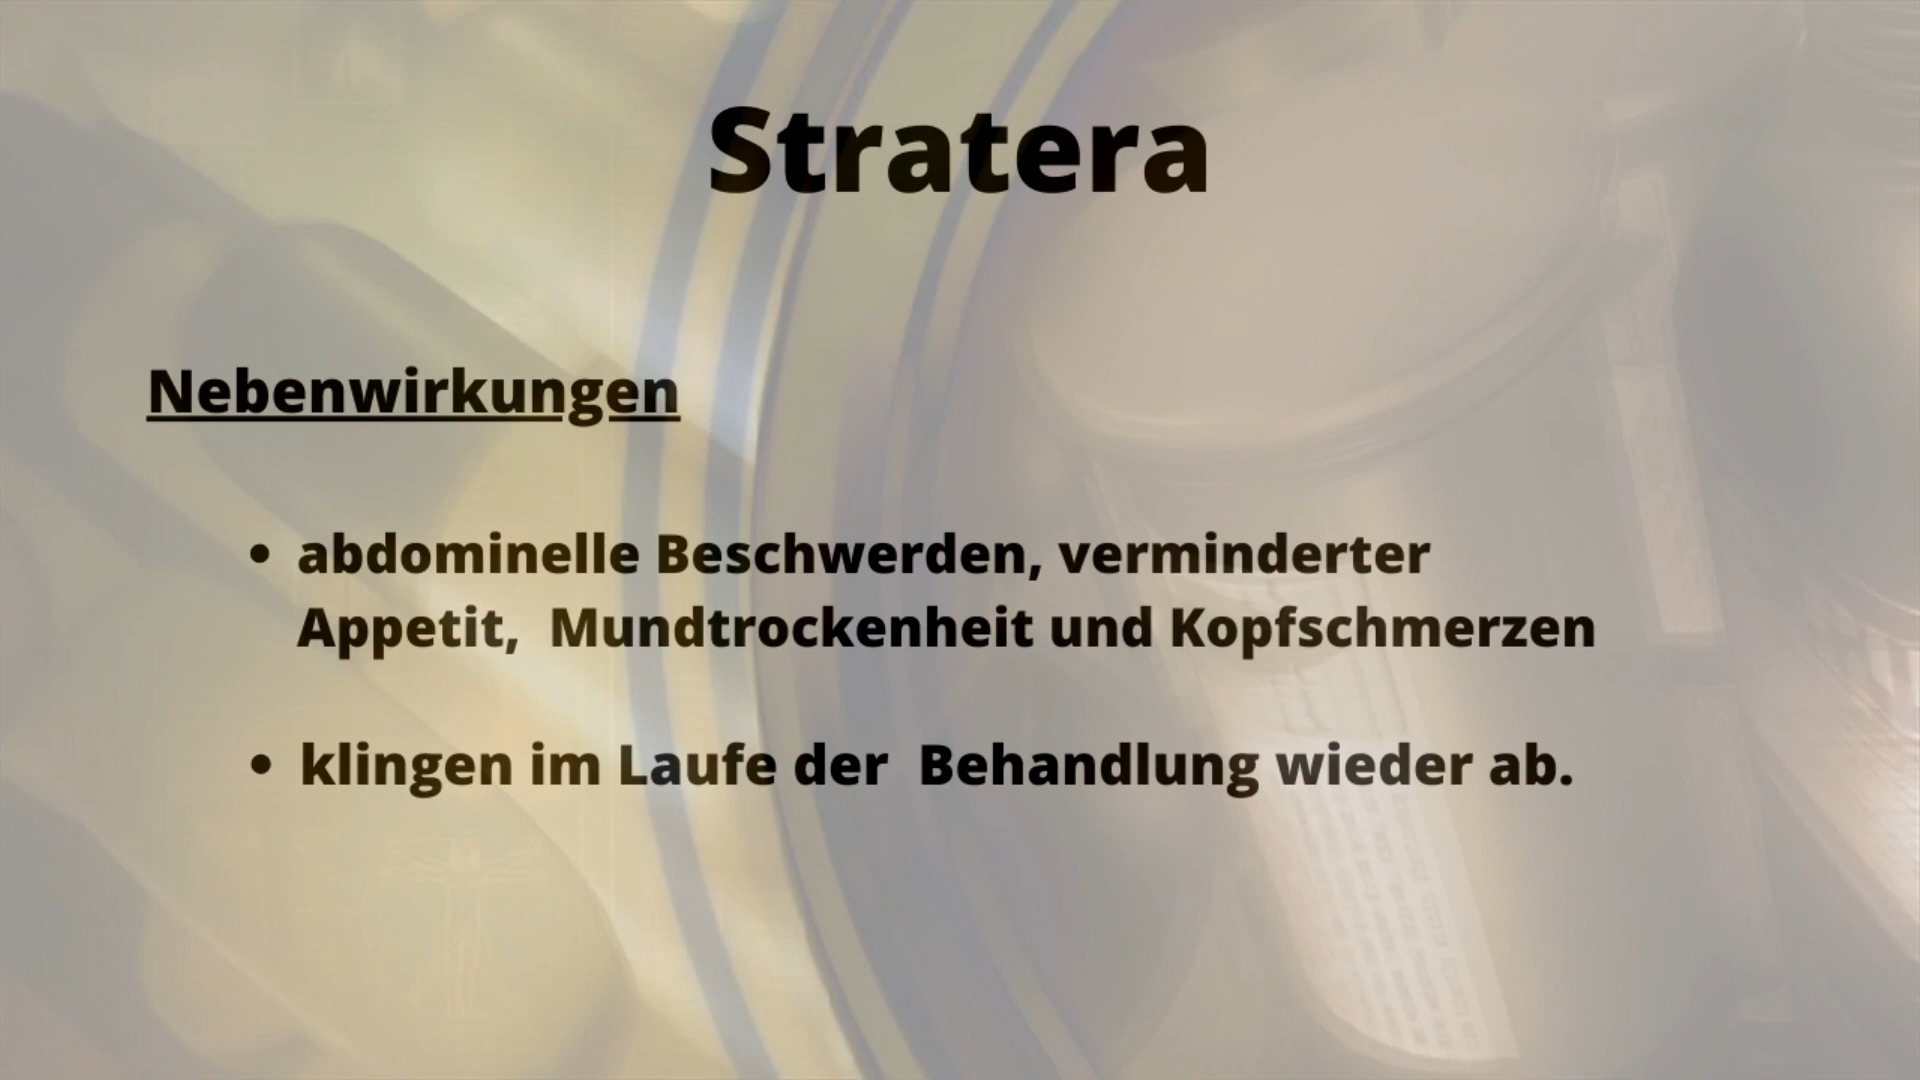 Stratera
Nebenwirkungen
• abdominelle Beschwerden, verminderter
Appetit,  Mundtrockenheit und Kopfschmerzen
• klingen im Laufe der  Behandlung wieder ab.